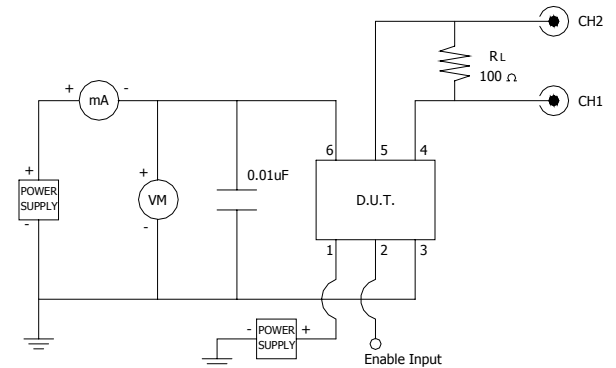 CH2
RL
100 Ω
CH1
+ mA -
6 5 4
+
POWER
SUPPLY
-
+
VM
-
0.01uF
D.U.T.
1 2 3
- POWER +
SUPPLY
Enable Input